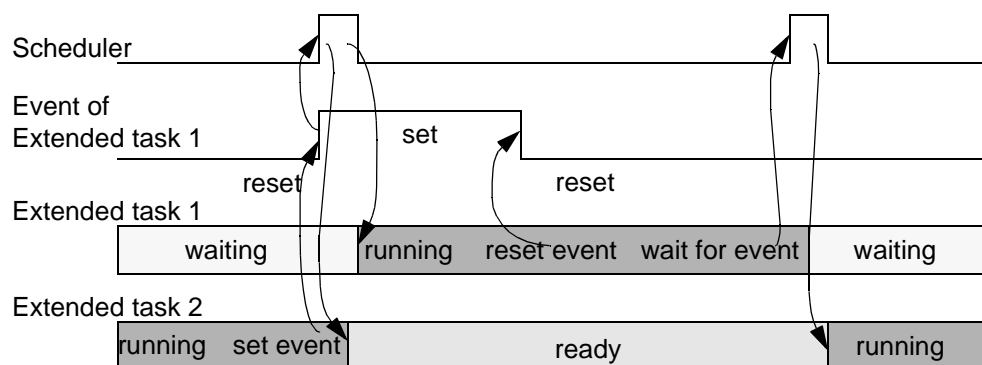 Scheduler
Event of
Extended task 1
set
reset
reset
Extended task 1
waiting
running
reset event
wait for event
waiting
Extended task 2
running
set event
ready
running